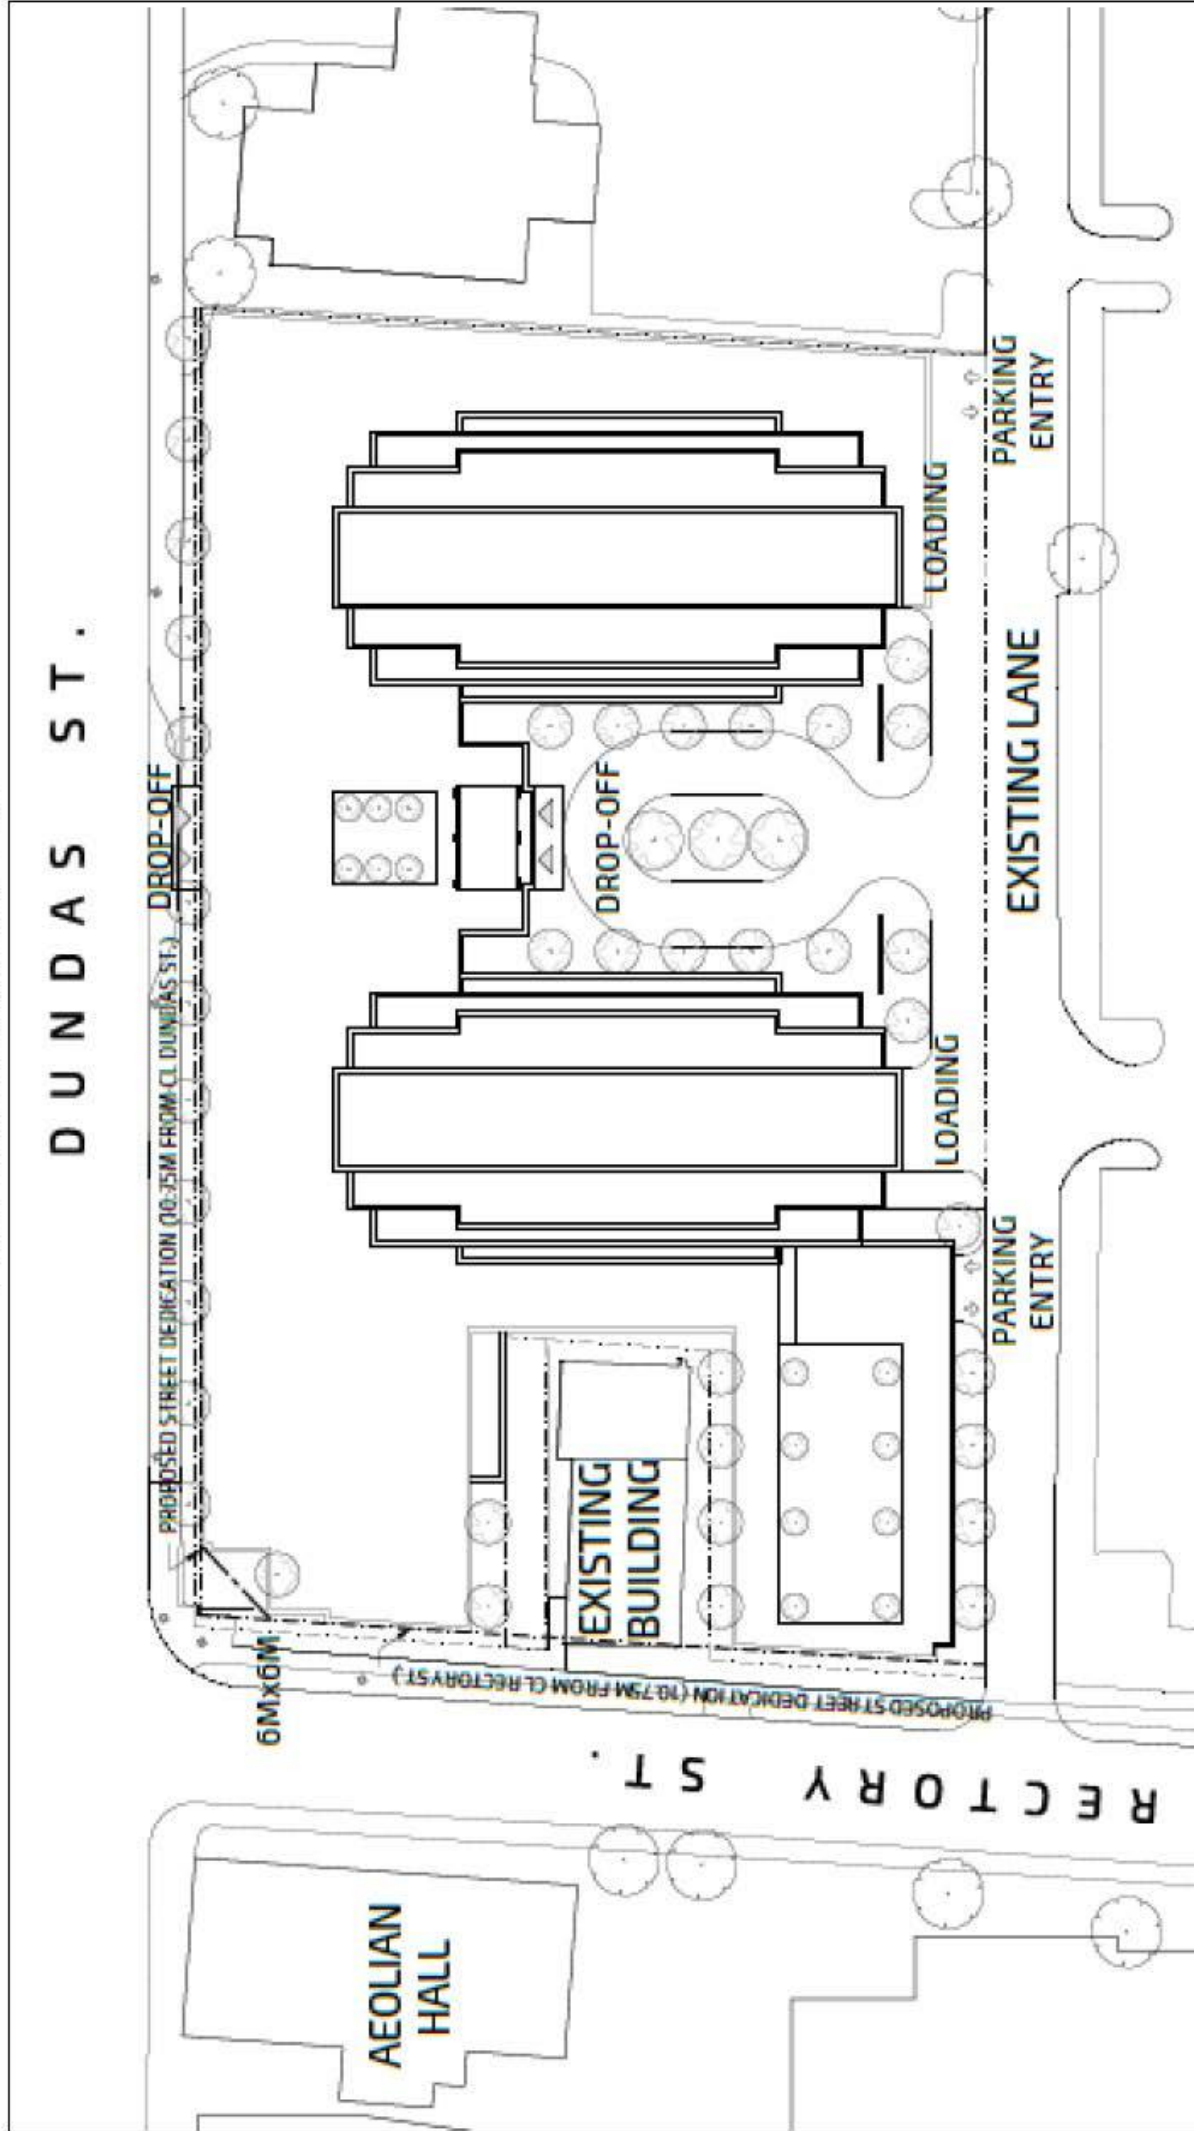 DUNDAS ST.
DROP-OFF
PROPOSED STREET DEDICATION (10.75M FROM CL DUNDAS ST.)
6Mx6M
AEOLIAN
HALL
EXISTING
BUILDING
DROP-OFF
LOADING
LOADING
PARKING
ENTRY
PARKING
ENTRY
EXISTING LANE
PROPOSED STREET DEDICATION (10.75M FROM CL RECTORY ST.)
RECTORY ST.